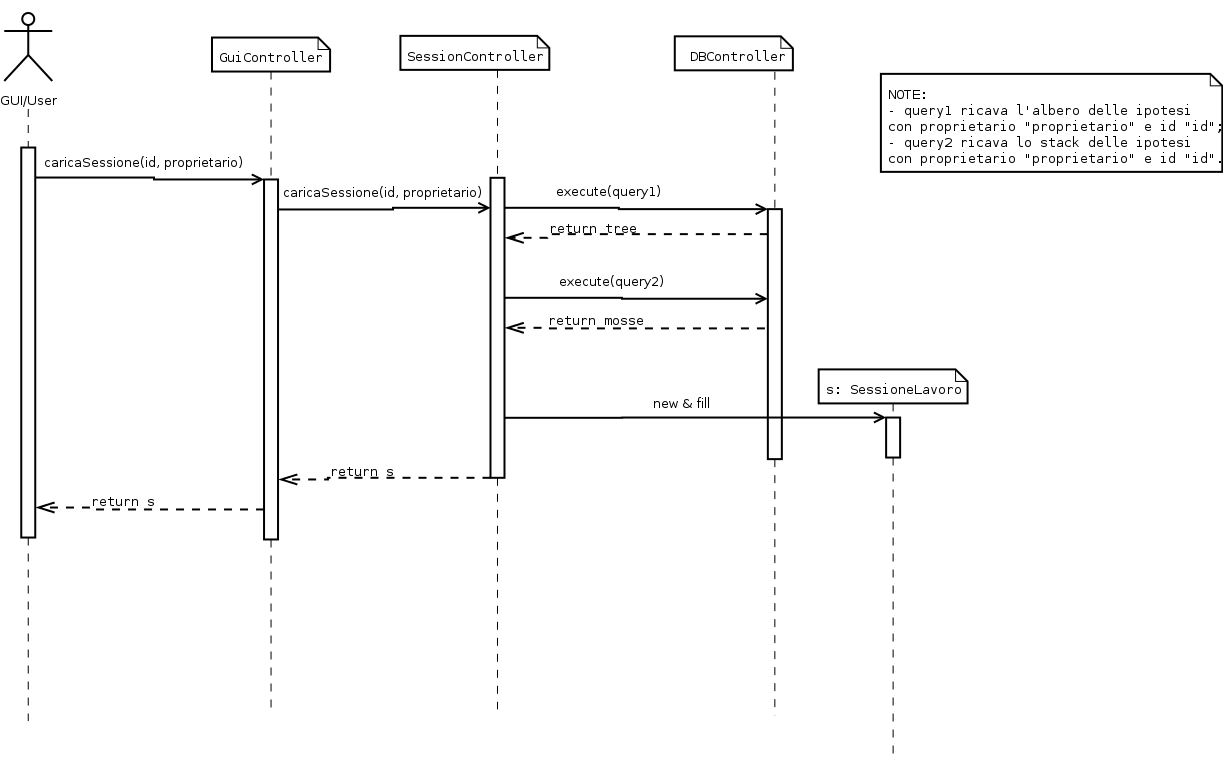 GUI/User
GuiController
SessionController
DBController
NOTE:
- query1 ricava l'albero delle ipotesi
con proprietario "proprietario" e id "id";
- query2 ricava lo stack delle ipotesi
con proprietario "proprietario" e id "id".
caricaSessione(id, proprietario)
caricaSessione(id, proprietario)
execute(query1)
return tree
execute(query2)
return mosse
s: SessioneLavoro
new & fill
return s
return s